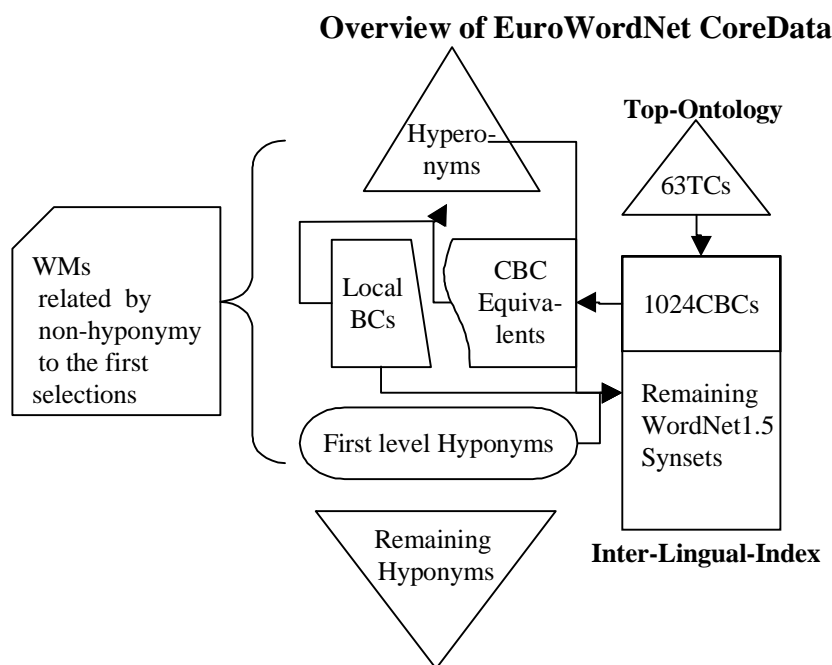 Overview of EuroWordNet CoreData
Hypero-
nyms
Top-Ontology
63TCs
WMs
related by
non-hyponymy
to the first
selections
Local
BCs
CBC
Equiva-
lents
1024CBCs
Remaining
WordNet1.5
Synsets
First level Hyponyms
Remaining
Hyponyms
Inter-Lingual-Index